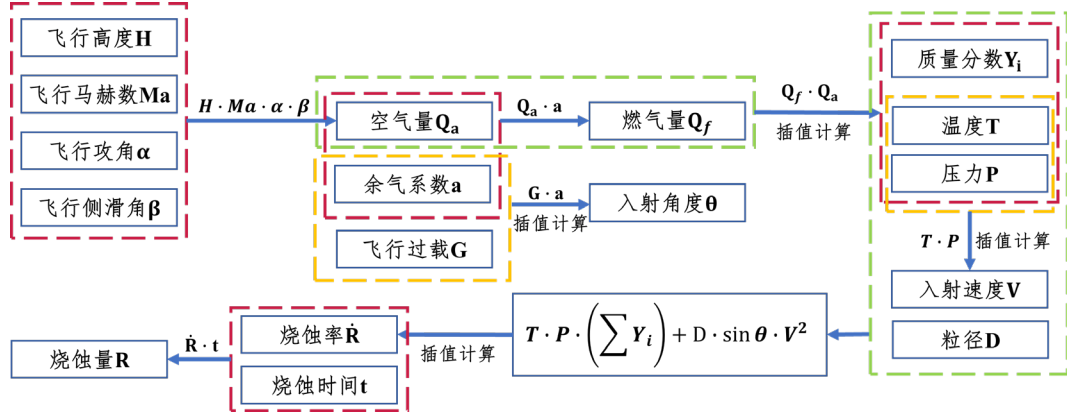 飞行高度H
飞行马赫数Ma
飞行攻角α
飞行侧滑角β
H·Ma·α·β
空气量Qₐ
Qₐ·a
燃气量Q_f
余气系数a
飞行过载G
G·a
插值计算
入射角度θ
Q_f·Qₐ
插值计算
质量分数Yᵢ
温度T
压力P
T·P 插值计算
入射速度V
粒径D
T·P·(∑Yᵢ)+D·sinθ·V²
插值计算
烧蚀率Ṙ
烧蚀时间t
Ṙ·t
烧蚀量R